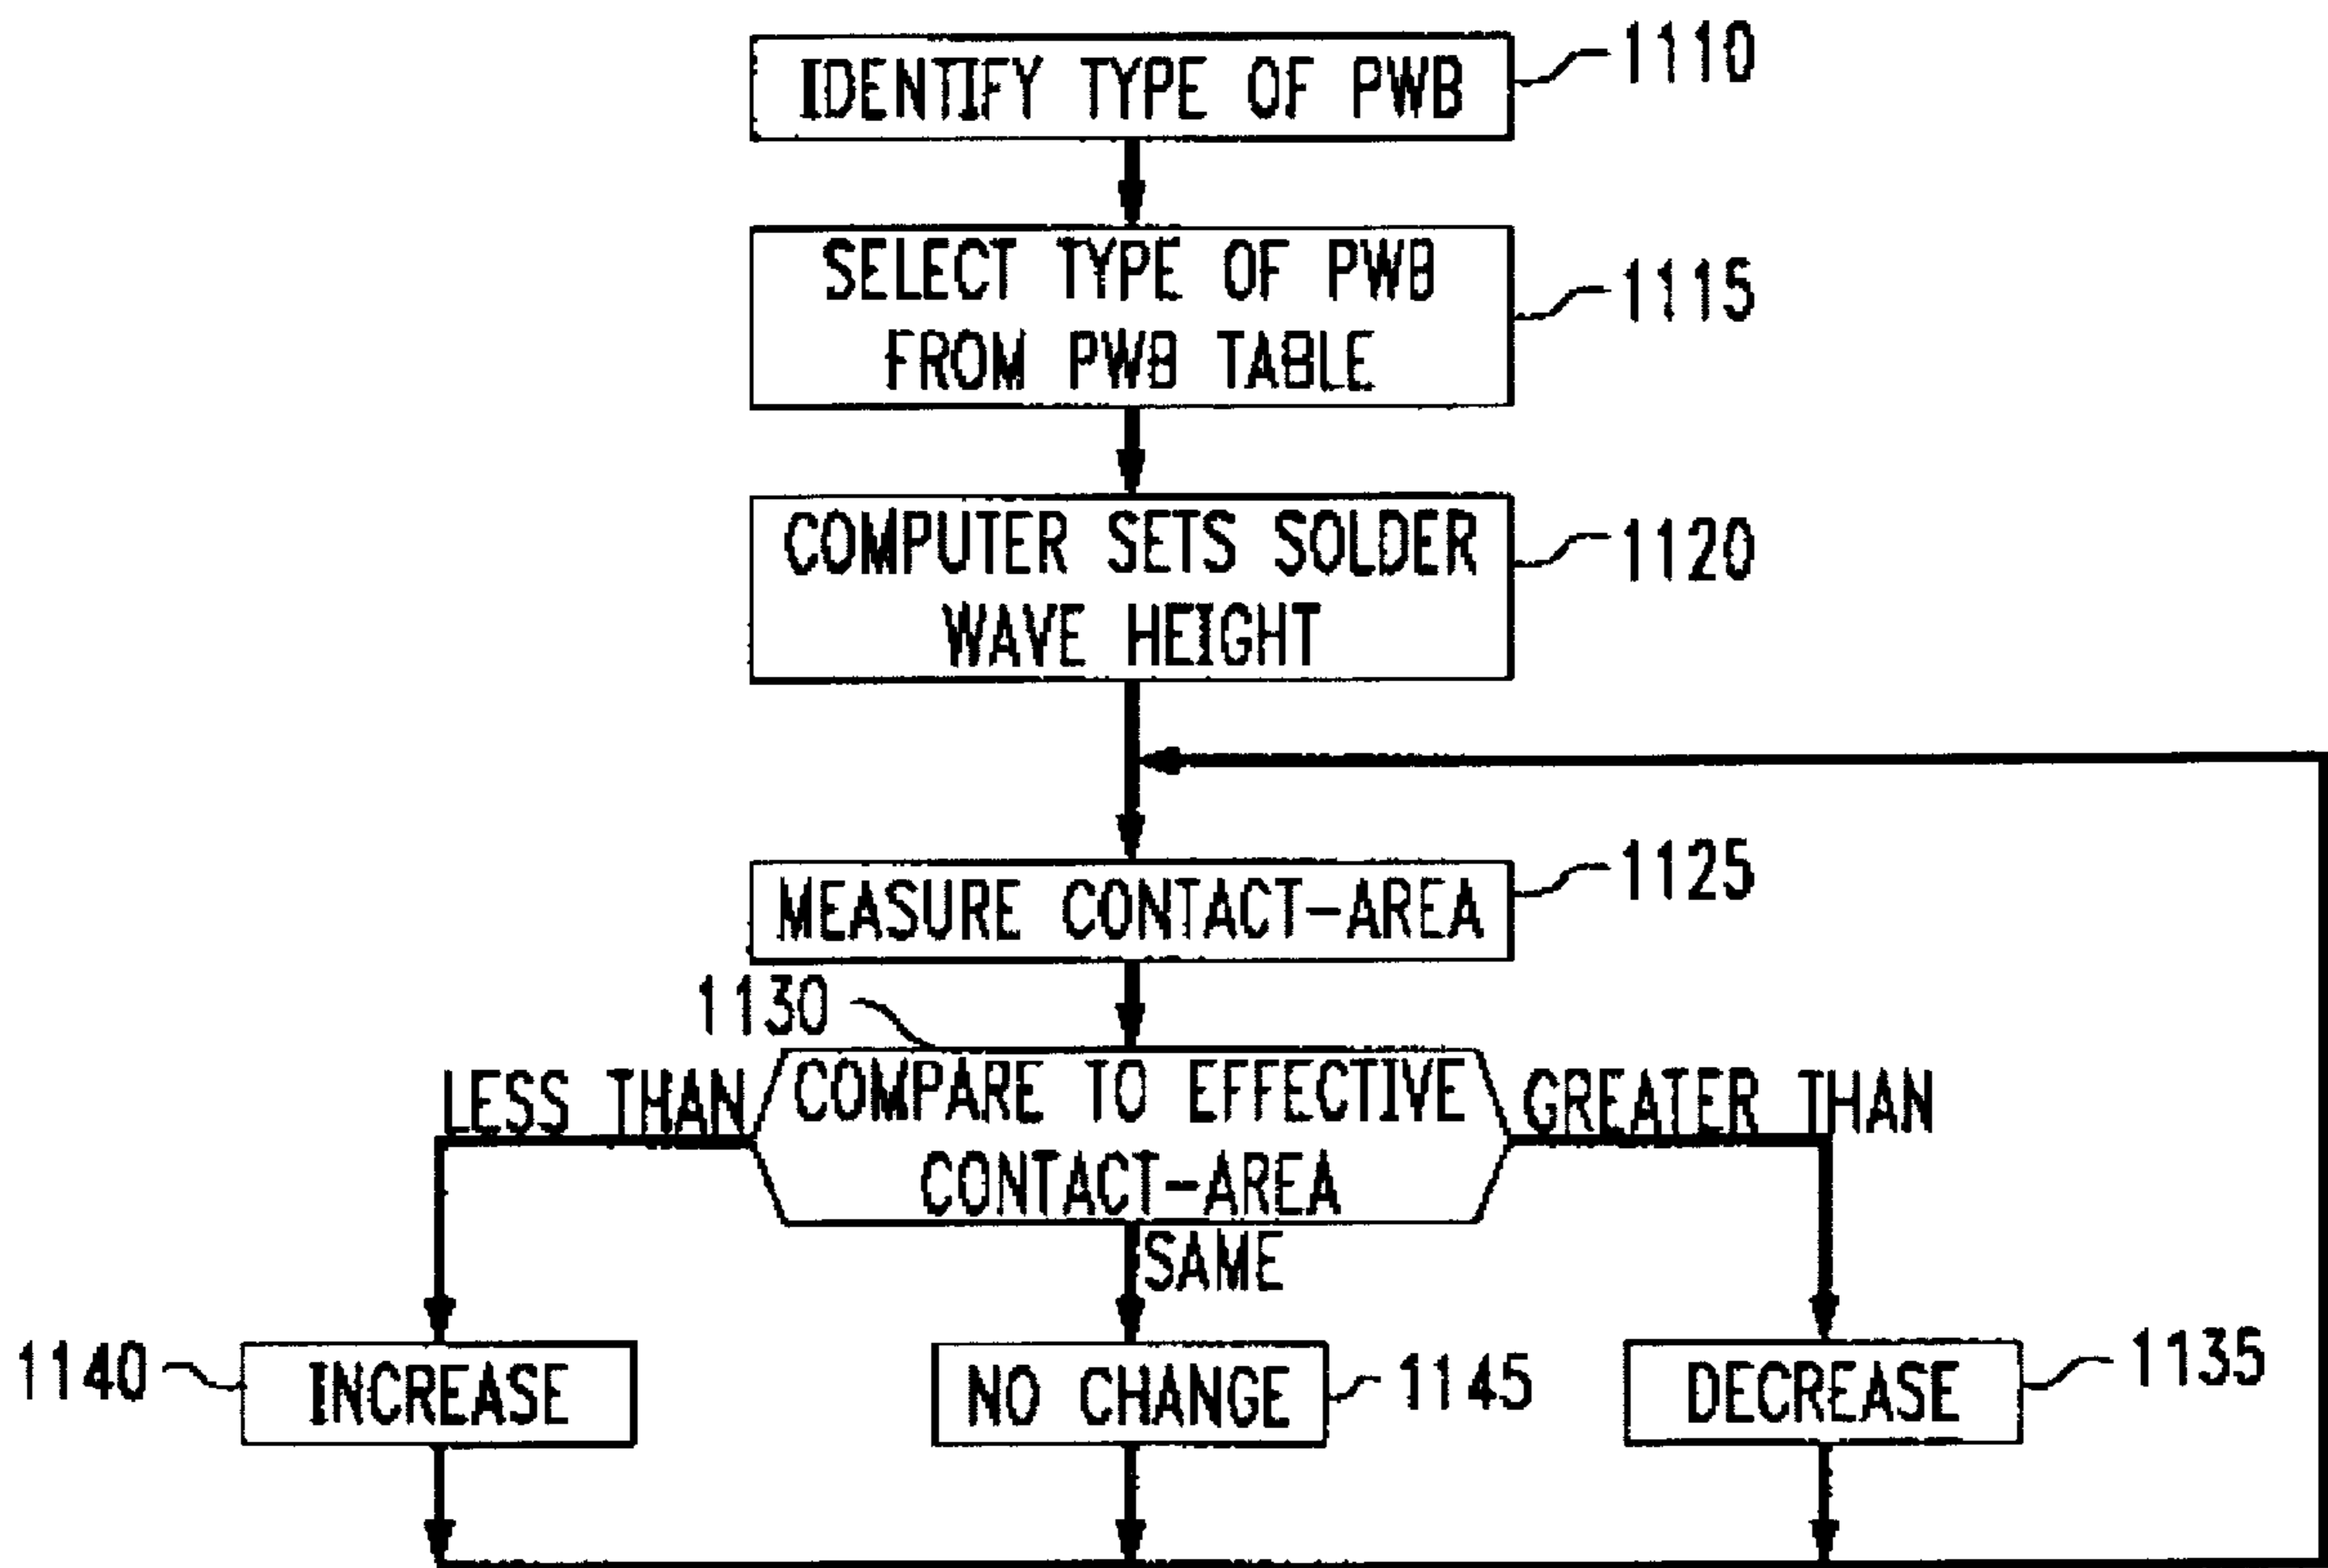 IDENTIFY TYPE OF PWB
1110
SELECT TYPE OF PWB
FROM PWB TABLE
1115
COMPUTER SETS SOLDER
WAVE HEIGHT
1120
MEASURE CONTACT-AREA
1125
1130
LESS THAN
COMPARE TO EFFECTIVE
CONTACT-AREA
GREATER THAN
SAME
1140
INCREASE
NO CHANGE
1145
DECREASE
1135